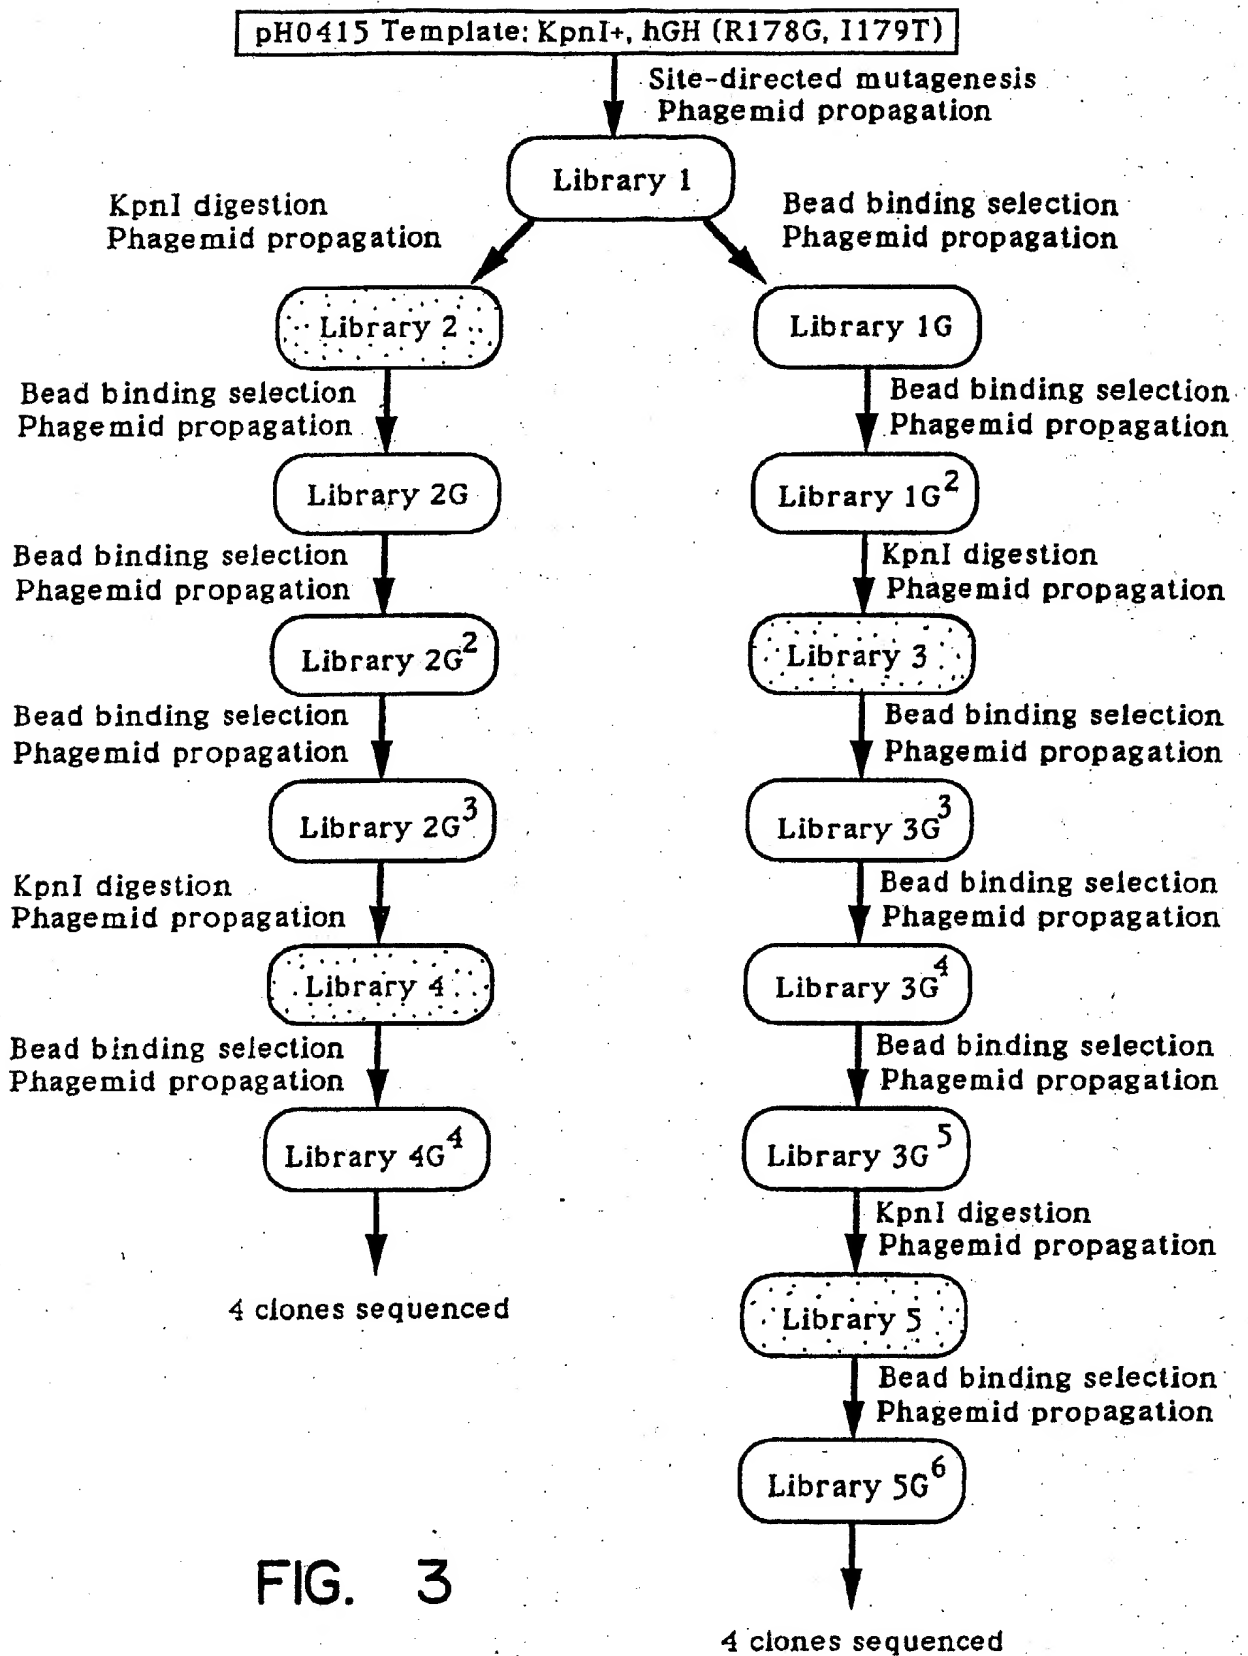 pH0415 Template: KpnI+, hGH (R178G, I179T)
Site-directed mutagenesis
Phagemid propagation
Library 1
KpnI digestion
Phagemid propagation
Bead binding selection
Phagemid propagation
Library 2
Library 1G
Bead binding selection
Phagemid propagation
Bead binding selection
Phagemid propagation
Library 2G
Library 1G2
Bead binding selection
Phagemid propagation
KpnI digestion
Phagemid propagation
Library 2G2
Library 3
Bead binding selection
Phagemid propagation
Bead binding selection
Phagemid propagation
Library 2G3
Library 3G3
KpnI digestion
Phagemid propagation
Bead binding selection
Phagemid propagation
Library 4
Library 3G4
Bead binding selection
Phagemid propagation
Bead binding selection
Phagemid propagation
Library 4G4
Library 3G5
KpnI digestion
Phagemid propagation
4 clones sequenced
Library 5
Bead binding selection
Phagemid propagation
Library 5G6
FIG. 3
4 clones sequenced